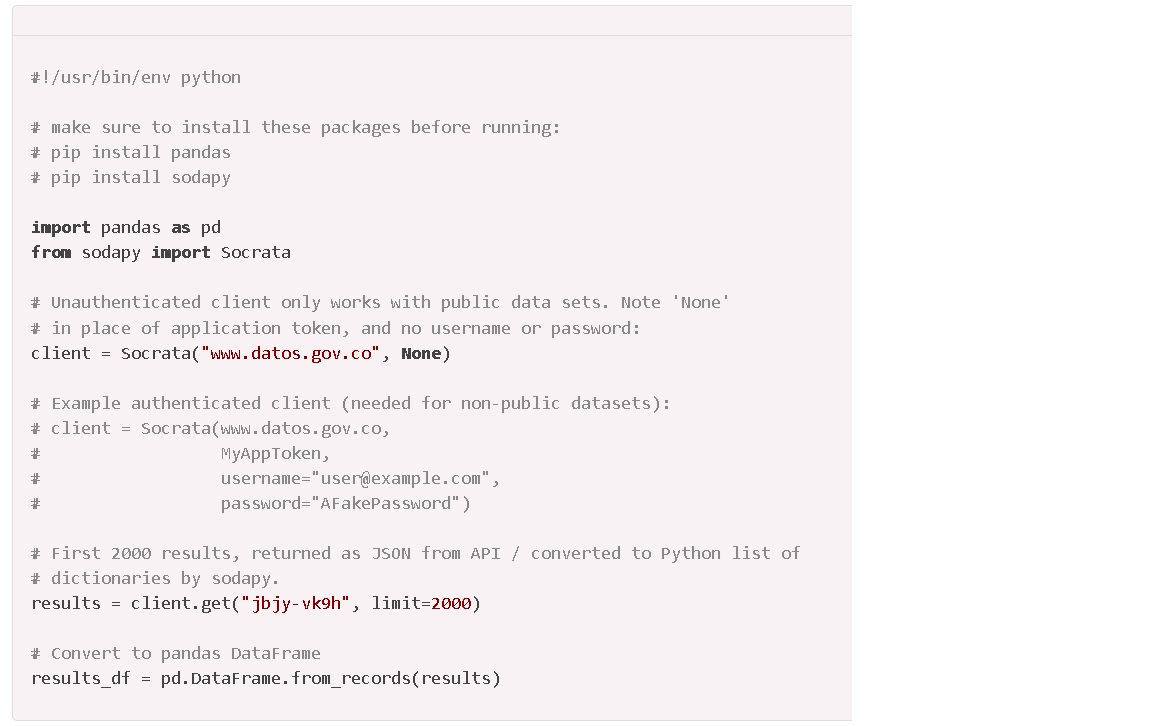 #!/usr/bin/env python
# make sure to install these packages before running:
# pip install pandas
# pip install sodapy
import pandas as pd
from sodapy import Socrata
# Unauthenticated client only works with public data sets. Note 'None'
# in place of application token, and no username or password:
client = Socrata("www.datos.gov.co", None)
# Example authenticated client (needed for non-public datasets):
# client = Socrata(www.datos.gov.co,
#                  MyAppToken,
#                  username="user@example.com",
#                  password="AFakePassword")
# First 2000 results, returned as JSON from API / converted to Python list of
# dictionaries by sodapy.
results = client.get("jbjy-vk9h", limit=2000)
# Convert to pandas DataFrame
results_df = pd.DataFrame.from_records(results)